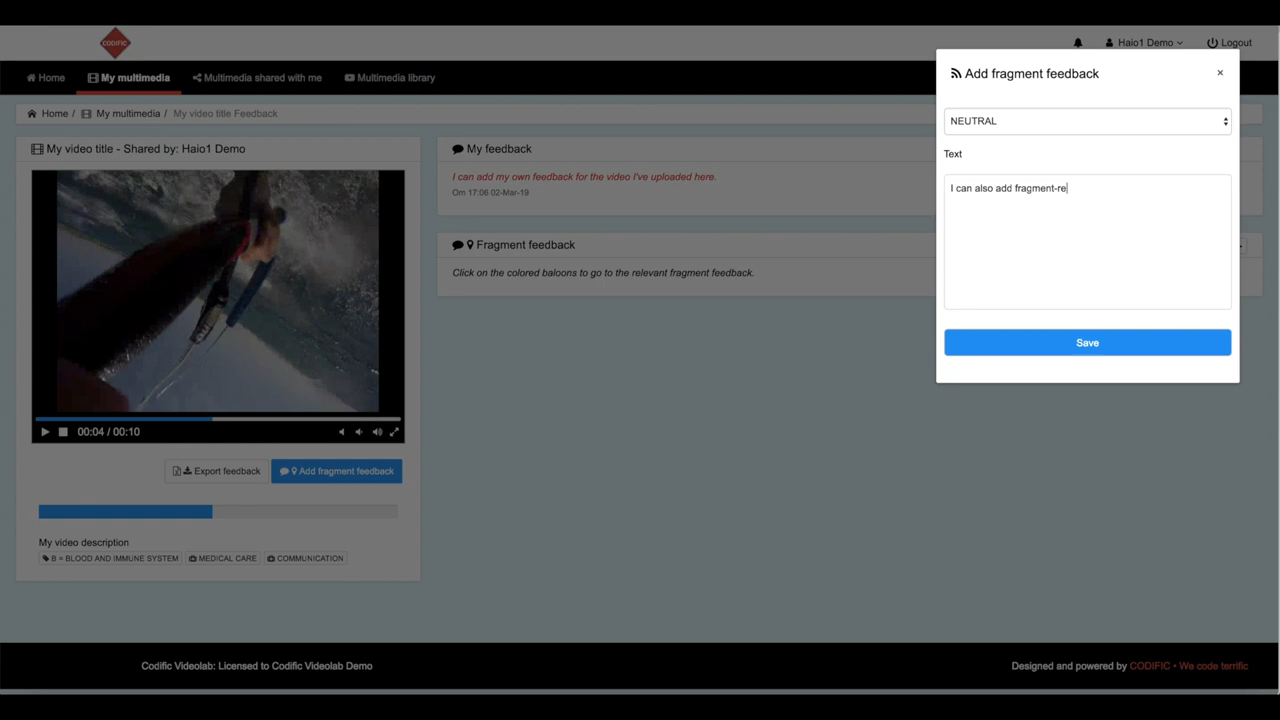 CODIFIC
Haio1 Demo
Logout
Home
My multimedia
Multimedia shared with me
Multimedia library
Home / My multimedia / My video title Feedback
My video title - Shared by: Haio1 Demo
00:04 / 00:10
Export feedback
Add fragment feedback
My video description
B = BLOOD AND IMMUNE SYSTEM
MEDICAL CARE
COMMUNICATION
My feedback
I can add my own feedback for the video I've uploaded here.
Om 17:06 02-Mar-19
Fragment feedback
Click on the colored baloons to go to the relevant fragment feedback.
Add fragment feedback
×
NEUTRAL
Text
I can also add fragment-re
Save
Codific Videolab: Licensed to Codific Videolab Demo
Designed and powered by CODIFIC • We code terrific